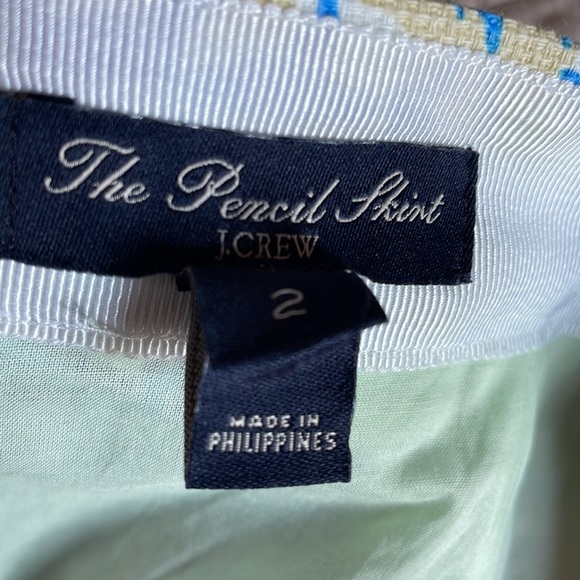 The Pencil Skirt
J.CREW
2
MADE IN
PHILIPPINES